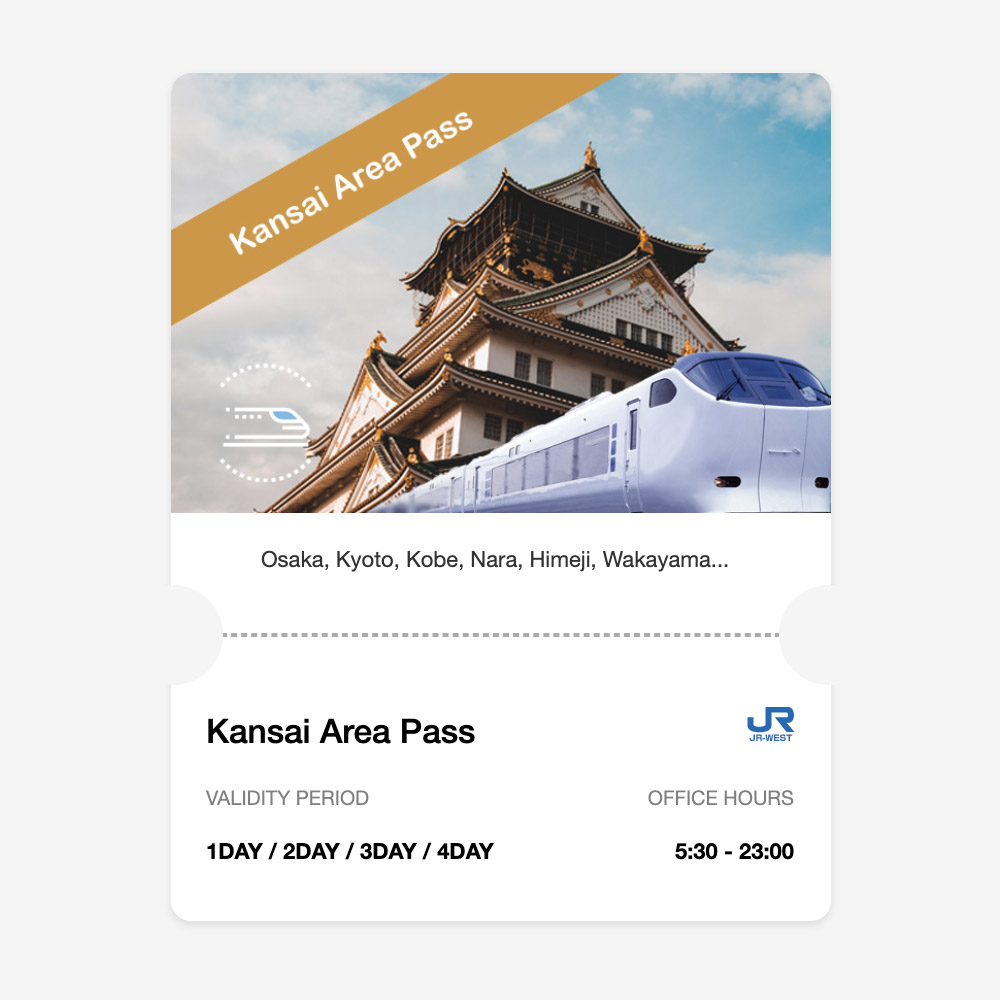 Kansai Area Pass
Osaka, Kyoto, Kobe, Nara, Himeji, Wakayama...
Kansai Area Pass
JR
JR-WEST
VALIDITY PERIOD
OFFICE HOURS
1DAY / 2DAY / 3DAY / 4DAY
5:30 - 23:00